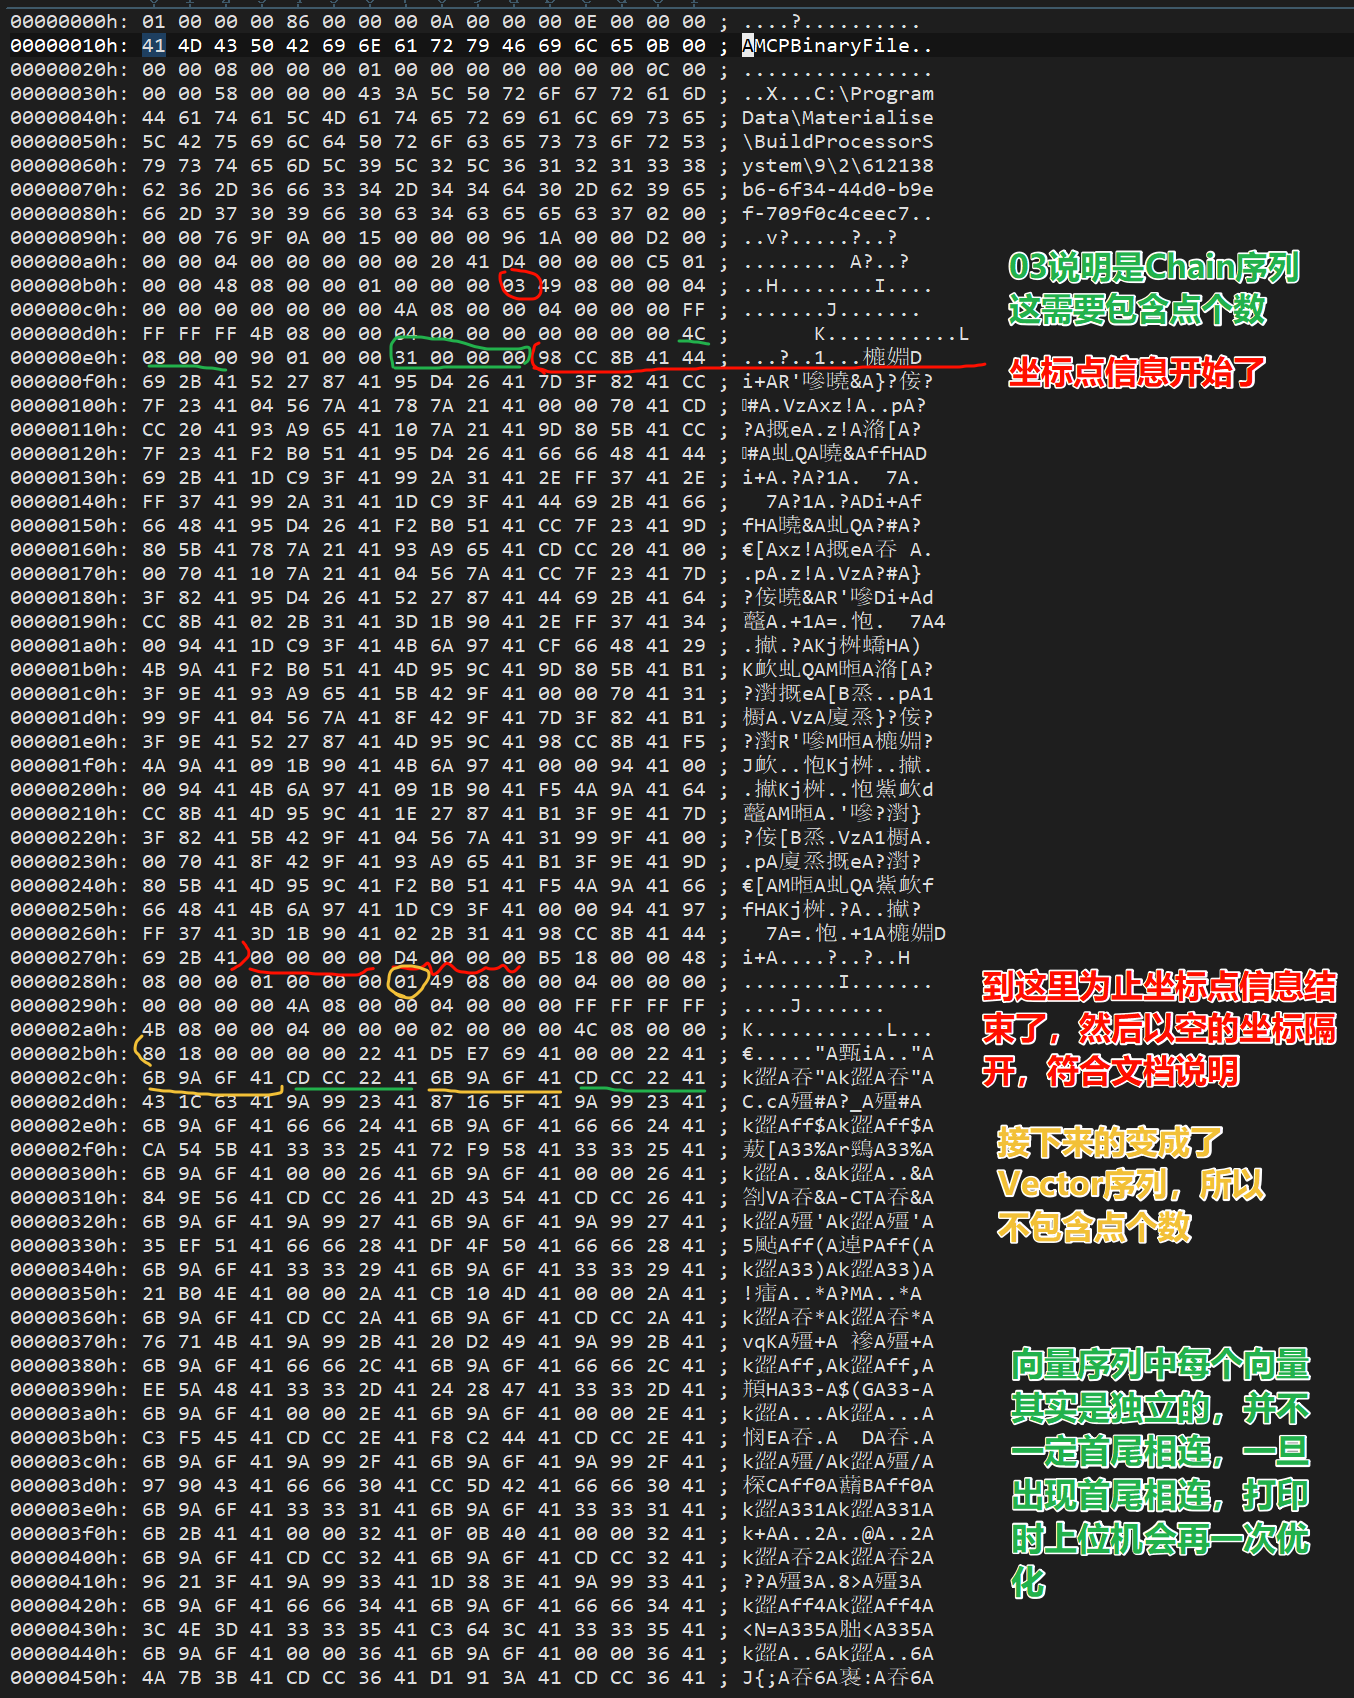 00000000h: 01 00 00 00 86 00 00 00 0A 00 00 00 0E 00 00 00 ; ....?..........
00000010h: 41 4D 43 50 42 69 6E 61 72 79 46 69 6C 65 0B 00 ; AMCPBinaryFile..
00000020h: 00 00 08 00 00 00 01 00 00 00 00 00 00 00 0C 00 ; ................
00000030h: 00 00 58 00 00 00 43 3A 5C 50 72 6F 67 72 61 6D ; ..X...C:\Program
00000040h: 44 61 74 61 5C 4D 61 74 65 72 69 61 6C 69 73 65 ; Data\Materialise
00000050h: 5C 42 75 69 6C 64 50 72 6F 63 65 73 73 6F 72 53 ; \BuildProcessorS
00000060h: 79 73 74 65 6D 5C 39 5C 32 5C 36 31 32 31 33 38 ; ystem\9\2\612138
00000070h: 62 36 2D 36 66 33 34 2D 34 34 64 30 2D 62 39 65 ; b6-6f34-44d0-b9e
00000080h: 66 2D 37 30 39 66 30 63 34 63 65 65 63 37 02 00 ; f-709f0c4ceec7..
00000090h: 00 00 76 9F 0A 00 15 00 00 00 96 1A 00 00 D2 00 ; ..v?.....?..?
000000a0h: 00 00 04 00 00 00 00 00 20 41 D4 00 00 00 C5 01 ; ........ A?..?
000000b0h: 00 00 48 08 00 00 01 00 00 00 03 49 08 00 00 04 ; ..H........I....
000000c0h: 00 00 00 00 00 00 00 4A 08 00 00 04 00 00 00 FF ; .......J.......
000000d0h: FF FF FF 4B 08 00 00 04 00 00 00 00 00 00 00 4C ; K...........L
000000e0h: 08 00 00 90 01 00 00 31 00 00 00 98 CC 8B 41 44 ; ...?..1...樚婣D
000000f0h: 69 2B 41 52 27 87 41 95 D4 26 41 7D 3F 82 41 CC ; i+AR'嘇曉&A}?侫?
00000100h: 7F 23 41 04 56 7A 41 78 7A 21 41 00 00 70 41 CD ; #A.VzAxz!A..pA?
00000110h: CC 20 41 93 A9 65 41 10 7A 21 41 9D 80 5B 41 CC ; ?A摡eA.z!A潃[A?
00000120h: 7F 23 41 F2 B0 51 41 95 D4 26 41 66 66 48 41 44 ; #A虬QA曉&AffHAD
00000130h: 69 2B 41 1D C9 3F 41 99 2A 31 41 2E FF 37 41 2E ; i+A.?A?1A. 7A.
00000140h: FF 37 41 99 2A 31 41 1D C9 3F 41 44 69 2B 41 66 ; 7A?1A.?ADi+Af
00000150h: 66 48 41 95 D4 26 41 F2 B0 51 41 CC 7F 23 41 9D ; fHA曉&A虬QA?#A?
00000160h: 80 5B 41 78 7A 21 41 93 A9 65 41 CD CC 20 41 00 ; €[Axz!A摡eA吞 A.
00000170h: 00 70 41 10 7A 21 41 04 56 7A 41 CC 7F 23 41 7D ; .pA.z!A.VzA?#A}
00000180h: 3F 82 41 95 D4 26 41 52 27 87 41 44 69 2B 41 64 ; ?侫曉&AR'嘇Di+Ad
00000190h: CC 8B 41 02 2B 31 41 3D 1B 90 41 2E FF 37 41 34 ; 虌A.+1A=.怉. 7A4
000001a0h: 00 94 41 1D C9 3F 41 4B 6A 97 41 CF 66 48 41 29 ; .擜.?AKj桝蟜HA)
000001b0h: 4B 9A 41 F2 B0 51 41 4D 95 9C 41 9D 80 5B 41 B1 ; K欰虬QAM晽A潃[A?
000001c0h: 3F 9E 41 93 A9 65 41 5B 42 9F 41 00 00 70 41 31 ; ?濧摡eA[B烝..pA1
000001d0h: 99 9F 41 04 56 7A 41 8F 42 9F 41 7D 3F 82 41 B1 ; 櫉A.VzA廈烝}?侫?
000001e0h: 3F 9E 41 52 27 87 41 4D 95 9C 41 98 CC 8B 41 F5 ; ?濧R'嘇M晽A樚婣?
000001f0h: 4A 9A 41 09 1B 90 41 4B 6A 97 41 00 00 94 41 00 ; J欰..怉Kj桝..擜.
00000200h: 00 94 41 4B 6A 97 41 09 1B 90 41 F5 4A 9A 41 64 ; .擜Kj桝..怉鮆欰d
00000210h: CC 8B 41 4D 95 9C 41 1E 27 87 41 B1 3F 9E 41 7D ; 虌AM晽A.'嘇?濧}
00000220h: 3F 82 41 5B 42 9F 41 04 56 7A 41 31 99 9F 41 00 ; ?侫[B烝.VzA1櫉A.
00000230h: 00 70 41 8F 42 9F 41 93 A9 65 41 B1 3F 9E 41 9D ; .pA廈烝摡eA?濧?
00000240h: 80 5B 41 4D 95 9C 41 F2 B0 51 41 F5 4A 9A 41 66 ; €[AM晽A虬QA鮆欰f
00000250h: 66 48 41 4B 6A 97 41 1D C9 3F 41 00 00 94 41 97 ; fHAKj桝.?A..擜?
00000260h: FF 37 41 3D 1B 90 41 02 2B 31 41 98 CC 8B 41 44 ; 7A=.怉.+1A樚婣D
00000270h: 69 2B 41 00 00 00 00 D4 00 00 00 B5 18 00 00 48 ; i+A....?...?..H
00000280h: 08 00 00 01 00 00 00 01 49 08 00 00 04 00 00 00 ; ........I.......
00000290h: 00 00 00 00 4A 08 00 00 04 00 00 00 FF FF FF FF ; ....J.......
000002a0h: 4B 08 00 00 04 00 00 00 02 00 00 00 4C 08 00 00 ; K...........L...
000002b0h: 80 18 00 00 00 00 22 41 D5 E7 69 41 00 00 22 41 ; €....."A甄iA.."A
000002c0h: 6B 9A 6F 41 CD CC 22 41 6B 9A 6F 41 CD CC 22 41 ; k歰A吞"Ak歰A吞"A
000002d0h: 43 1C 63 41 9A 99 23 41 87 16 5F 41 9A 99 23 41 ; C.cA殭#A?_A殭#A
000002e0h: 6B 9A 6F 41 66 66 24 41 6B 9A 6F 41 66 66 24 41 ; k歰Aff$Ak歰Aff$A
000002f0h: CA 54 5B 41 33 33 25 41 72 F9 58 41 33 33 25 41 ; 蔜[A33%Ar鵛A33%A
00000300h: 6B 9A 6F 41 00 00 26 41 6B 9A 6F 41 00 00 26 41 ; k歰A..&Ak歰A..&A
00000310h: 84 9E 56 41 CD CC 26 41 2D 43 54 41 CD CC 26 41 ; 劄VA吞&A-CTA吞&A
00000320h: 6B 9A 6F 41 9A 99 27 41 6B 9A 6F 41 9A 99 27 41 ; k歰A殭'Ak歰A殭'A
00000330h: 35 EF 51 41 66 66 28 41 DF 4F 50 41 66 66 28 41 ; 5颭Aff(A逴PAff(A
00000340h: 6B 9A 6F 41 33 33 29 41 6B 9A 6F 41 33 33 29 41 ; k歰A33)Ak歰A33)A
00000350h: 21 B0 4E 41 00 00 2A 41 CB 10 4D 41 00 00 2A 41 ; !癗A..*A?MA..*A
00000360h: 6B 9A 6F 41 CD CC 2A 41 6B 9A 6F 41 CD CC 2A 41 ; k歰A吞*Ak歰A吞*A
00000370h: 76 71 4B 41 9A 99 2B 41 20 D2 49 41 9A 99 2B 41 ; vqKA殭+A 襂A殭+A
00000380h: 6B 9A 6F 41 66 66 2C 41 6B 9A 6F 41 66 66 2C 41 ; k歰Aff,Ak歰Aff,A
00000390h: EE 5A 48 41 33 33 2D 41 24 28 47 41 33 33 2D 41 ; 頩HA33-A$(GA33-A
000003a0h: 6B 9A 6F 41 00 00 2E 41 6B 9A 6F 41 00 00 2E 41 ; k歰A...Ak歰A...A
000003b0h: C3 F5 45 41 CD CC 2E 41 F8 C2 44 41 CD CC 2E 41 ; 悯EA吞.A DA吞.A
000003c0h: 6B 9A 6F 41 9A 99 2F 41 6B 9A 6F 41 9A 99 2F 41 ; k歰A殭/Ak歰A殭/A
000003d0h: 97 90 43 41 66 66 30 41 CC 5D 42 41 66 66 30 41 ; 棎CAff0A蘛BAff0A
000003e0h: 6B 9A 6F 41 33 33 31 41 6B 9A 6F 41 33 33 31 41 ; k歰A331Ak歰A331A
000003f0h: 6B 2B 41 41 00 00 32 41 0F 0B 40 41 00 00 32 41 ; k+AA..2A..@A..2A
00000400h: 6B 9A 6F 41 CD CC 32 41 6B 9A 6F 41 CD CC 32 41 ; k歰A吞2Ak歰A吞2A
00000410h: 96 21 3F 41 9A 99 33 41 1D 38 3E 41 9A 99 33 41 ; ??A殭3A.8>A殭3A
00000420h: 6B 9A 6F 41 66 66 34 41 6B 9A 6F 41 66 66 34 41 ; k歰Aff4Ak歰Aff4A
00000430h: 3C 4E 3D 41 33 33 35 41 C3 64 3C 41 33 33 35 41 ; <N=A335A胐<A335A
00000440h: 6B 9A 6F 41 00 00 36 41 6B 9A 6F 41 00 00 36 41 ; k歰A..6Ak歰A..6A
00000450h: 4A 7B 3B 41 CD CC 36 41 D1 91 3A 41 CD CC 36 41 ; J{;A吞6A褢:A吞6A
03说明是Chain序列
这需要包含点个数
坐标点信息开始了
到这里为止坐标点信息结
束了，然后以空的坐标隔
开，符合文档说明
接下来的变成了
Vector序列，所以
不包含点个数
向量序列中每个向量
其实是独立的，并不
一定首尾相连，一旦
出现首尾相连，打印
时上位机会再一次优
化